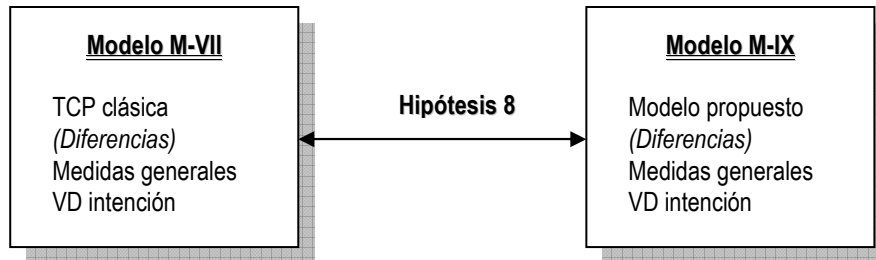 Modelo M-VII
TCP clásica
(Diferencias)
Medidas generales
VD intención
Hipótesis 8
Modelo M-IX
Modelo propuesto
(Diferencias)
Medidas generales
VD intención